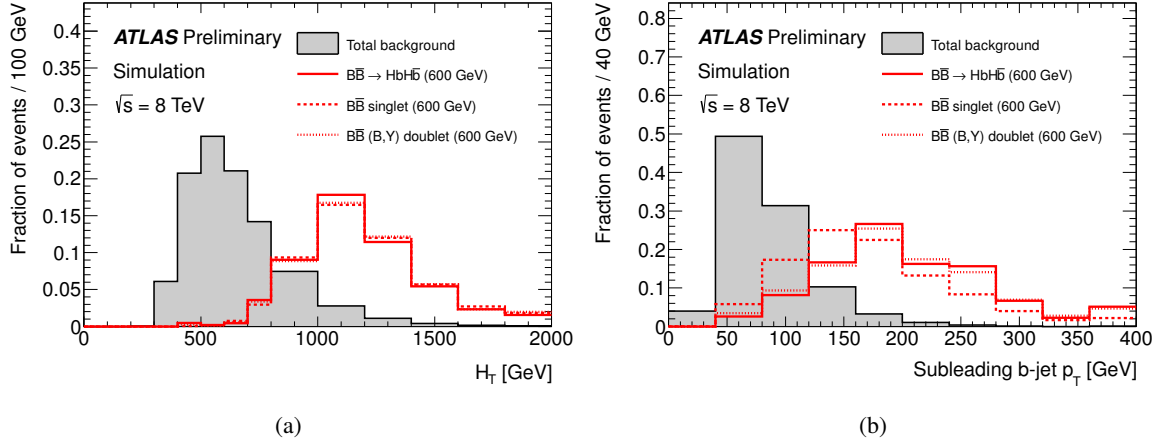 Fraction of events / 100 GeV
0.4
0.35
0.3
0.25
0.2
0.15
0.1
0.05
0
ATLAS Preliminary
Simulation
√s = 8 TeV
Total background
BB̄ → HbHb̄ (600 GeV)
BB̄ singlet (600 GeV)
BB̄ (B,Y) doublet (600 GeV)
0 500 1000 1500 2000
H_T [GeV]
(a)
Fraction of events / 40 GeV
0.8
0.7
0.6
0.5
0.4
0.3
0.2
0.1
0
ATLAS Preliminary
Simulation
√s = 8 TeV
Total background
BB̄ → HbHb̄ (600 GeV)
BB̄ singlet (600 GeV)
BB̄ (B,Y) doublet (600 GeV)
0 50 100 150 200 250 300 350 400
Subleading b-jet p_T [GeV]
(b)